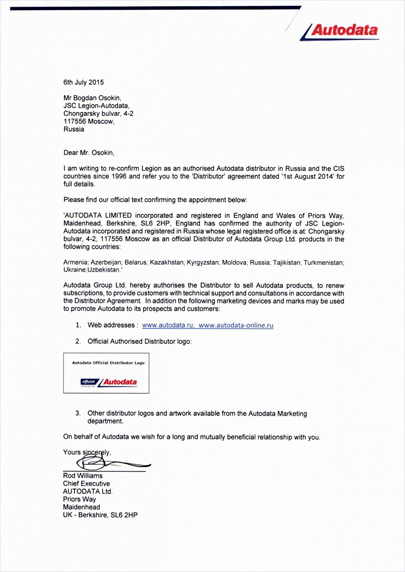 Autodata
6th July 2015
Mr Bogdan Osokin,
JSC Legion-Autodata,
Chongarsky bulvar, 4-2
117556 Moscow,
Russia
Dear Mr. Osokin,
I am writing to re-confirm Legion as an authorised Autodata distributor in Russia and the CIS
countries since 1996 and refer you to the 'Distributor' agreement dated '1st August 2014' for
full details.
Please find our official text confirming the appointment below:
'AUTODATA LIMITED incorporated and registered in England and Wales of Priors Way,
Maidenhead, Berkshire, SL6 2HP, England has confirmed the authority of JSC Legion-
Autodata incorporated and registered in Russia whose legal registered office is at: Chongarsky
bulvar, 4-2, 117556 Moscow as an official Distributor of Autodata Group Ltd. products in the
following countries:
Armenia; Azerbeijan; Belarus; Kazakhstan; Kyrgyzstan; Moldova; Russia; Tajikistan; Turkmenistan;
Ukraine;Uzbekistan.'
Autodata Group Ltd. hereby authorises the Distributor to sell Autodata products, to renew
subscriptions, to provide customers with technical support and consultations in accordance with
the Distributor Agreement. In addition the following marketing devices and marks may be used
to promote Autodata to its prospects and customers:
1. Web addresses : www.autodata.ru; www.autodata-online.ru
2. Official Authorised Distributor logo:
Autodata Official Distributor Logo
official Autodata
3. Other distributor logos and artwork available from the Autodata Marketing
department.
On behalf of Autodata we wish for a long and mutually beneficial relationship with you.
Yours sincerely,
Rod Williams
Chief Executive
AUTODATA Ltd.
Priors Way
Maidenhead
UK - Berkshire, SL6 2HP